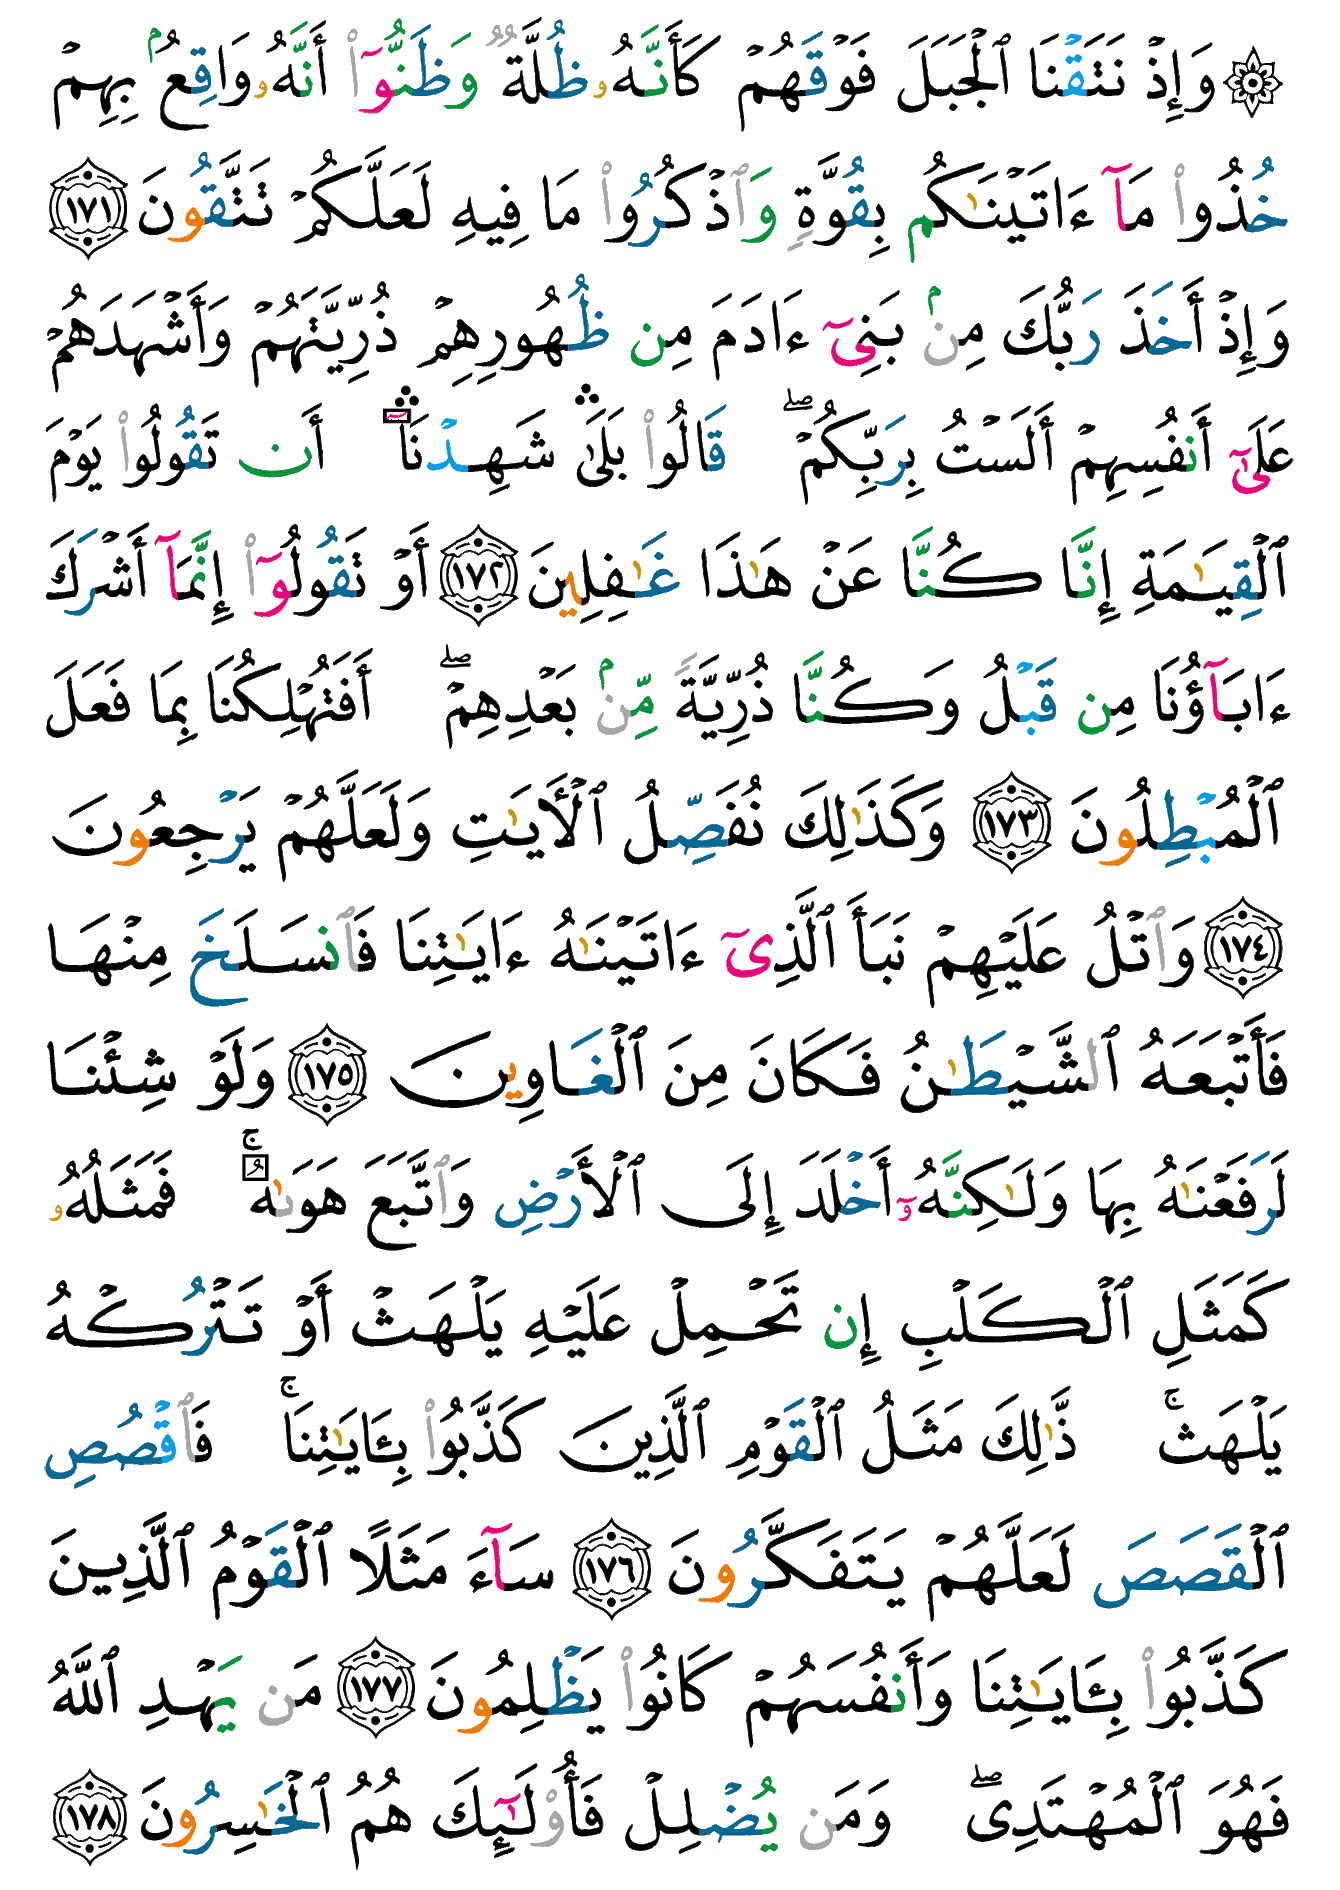 ۞ وَإِذۡ نَتَقۡنَا ٱلۡجَبَلَ فَوۡقَهُمۡ كَأَنَّهُۥ ظُلَّةٞ وَظَنُّوٓاْ أَنَّهُۥ وَاقِعُۢ بِهِمۡ
خُذُواْ مَآ ءَاتَيۡنَٰكُم بِقُوَّةٖ وَٱذۡكُرُواْ مَا فِيهِ لَعَلَّكُمۡ تَتَّقُونَ ١٧١
وَإِذۡ أَخَذَ رَبُّكَ مِنۢ بَنِيٓ ءَادَمَ مِن ظُهُورِهِمۡ ذُرِّيَّتَهُمۡ وَأَشۡهَدَهُمۡ
عَلَىٰٓ أَنفُسِهِمۡ أَلَسۡتُ بِرَبِّكُمۡۖ قَالُواْ بَلَىٰۛ شَهِدۡنَآۛ أَن تَقُولُواْ يَوۡمَ
ٱلۡقِيَٰمَةِ إِنَّا كُنَّا عَنۡ هَٰذَا غَٰفِلِينَ ١٧٢ أَوۡ تَقُولُوٓاْ إِنَّمَآ أَشۡرَكَ
ءَابَآؤُنَا مِن قَبۡلُ وَكُنَّا ذُرِّيَّةٗ مِّنۢ بَعۡدِهِمۡۖ أَفَتُهۡلِكُنَا بِمَا فَعَلَ
ٱلۡمُبۡطِلُونَ ١٧٣ وَكَذَٰلِكَ نُفَصِّلُ ٱلۡأٓيَٰتِ وَلَعَلَّهُمۡ يَرۡجِعُونَ
١٧٤ وَٱتۡلُ عَلَيۡهِمۡ نَبَأَ ٱلَّذِيٓ ءَاتَيۡنَٰهُ ءَايَٰتِنَا فَٱنسَلَخَ مِنۡهَا
فَأَتۡبَعَهُ ٱلشَّيۡطَٰنُ فَكَانَ مِنَ ٱلۡغَاوِينَ ١٧٥ وَلَوۡ شِئۡنَا
لَرَفَعۡنَٰهُ بِهَا وَلَٰكِنَّهُۥٓ أَخۡلَدَ إِلَى ٱلۡأَرۡضِ وَٱتَّبَعَ هَوَىٰهُۚ فَمَثَلُهُۥ
كَمَثَلِ ٱلۡكَلۡبِ إِن تَحۡمِلۡ عَلَيۡهِ يَلۡهَثۡ أَوۡ تَتۡرُكۡهُ
يَلۡهَثۚ ذَّٰلِكَ مَثَلُ ٱلۡقَوۡمِ ٱلَّذِينَ كَذَّبُواْ بِـَٔايَٰتِنَاۚ فَٱقۡصُصِ
ٱلۡقَصَصَ لَعَلَّهُمۡ يَتَفَكَّرُونَ ١٧٦ سَآءَ مَثَلًا ٱلۡقَوۡمُ ٱلَّذِينَ
كَذَّبُواْ بِـَٔايَٰتِنَا وَأَنفُسَهُمۡ كَانُواْ يَظۡلِمُونَ ١٧٧ مَن يَهۡدِ ٱللَّهُ
فَهُوَ ٱلۡمُهۡتَدِيۖ وَمَن يُضۡلِلۡ فَأُوْلَٰٓئِكَ هُمُ ٱلۡخَٰسِرُونَ ١٧٨